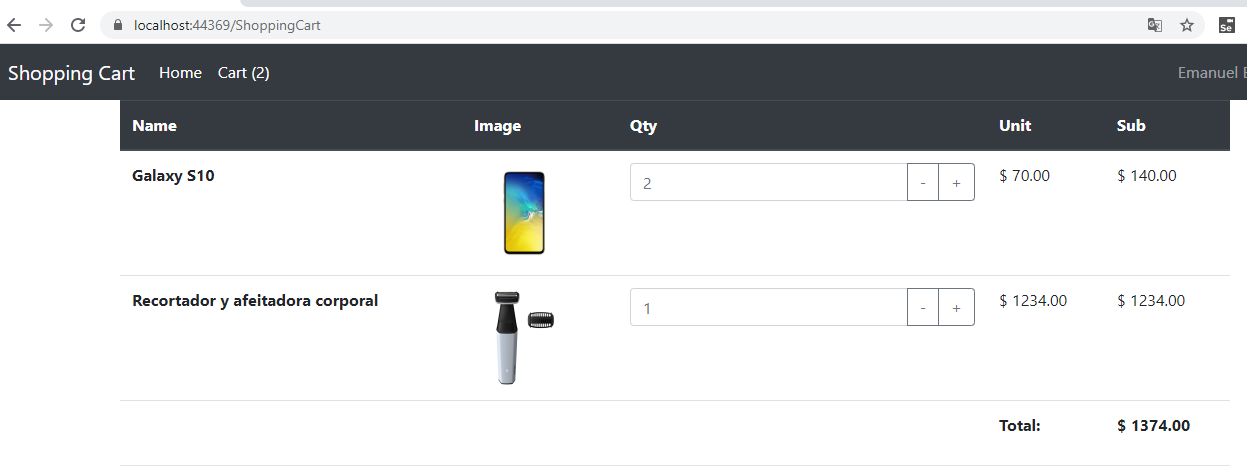 localhost:44369/ShoppingCart
Se
Shopping Cart Home Cart (2) Emanuel
Name Image Qty Unit Sub
Galaxy S10 2 - + $ 70.00 $ 140.00
Recortador y afeitadora corporal 1 - + $ 1234.00 $ 1234.00
Total: $ 1374.00